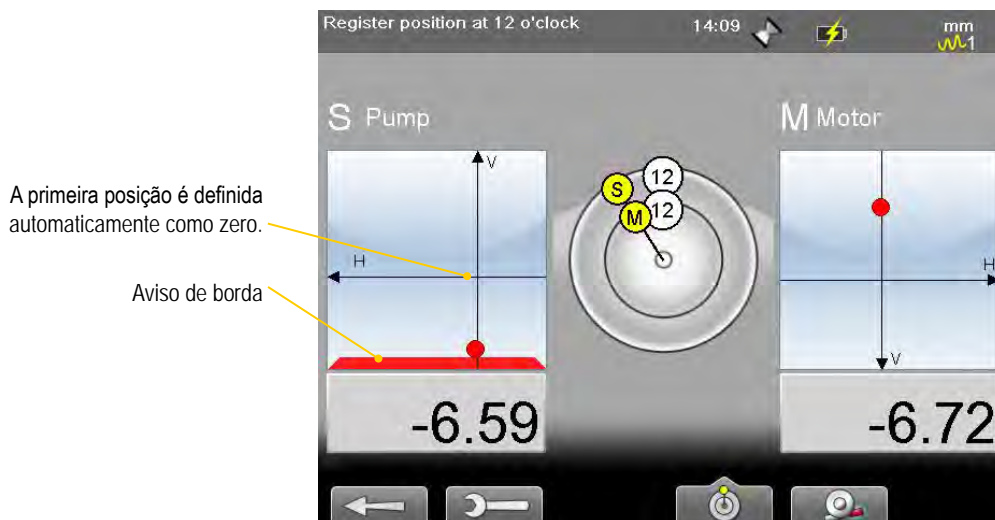 Register position at 12 o'clock
14:09
mm
1
S Pump
M Motor
A primeira posição é definida
automaticamente como zero.
Aviso de borda
V
H
S
12
M
12
H
V
-6.59
-6.72